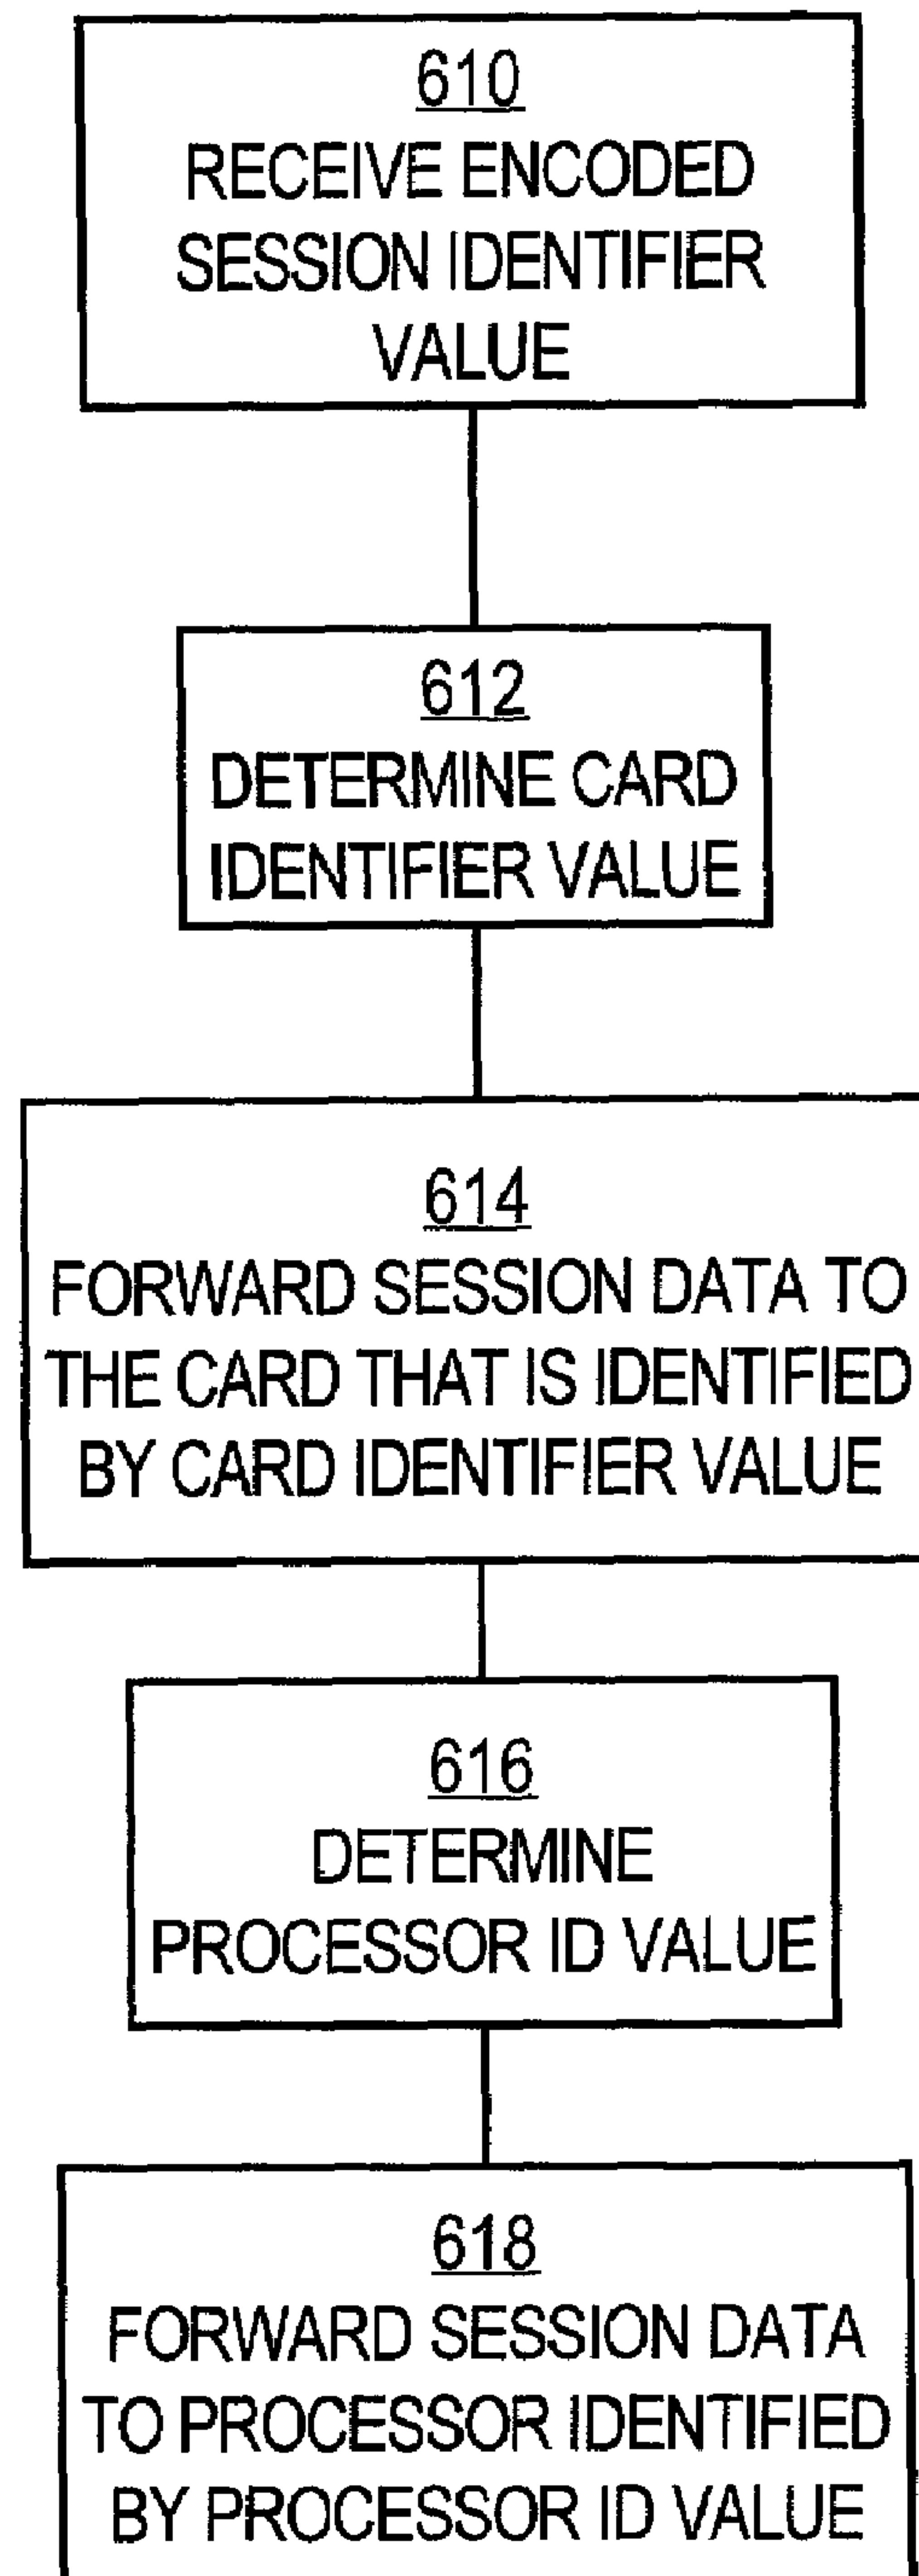 610
RECEIVE ENCODED
SESSION IDENTIFIER
VALUE
612
DETERMINE CARD
IDENTIFIER VALUE
614
FORWARD SESSION DATA TO
THE CARD THAT IS IDENTIFIED
BY CARD IDENTIFIER VALUE
616
DETERMINE
PROCESSOR ID VALUE
618
FORWARD SESSION DATA
TO PROCESSOR IDENTIFIED
BY PROCESSOR ID VALUE